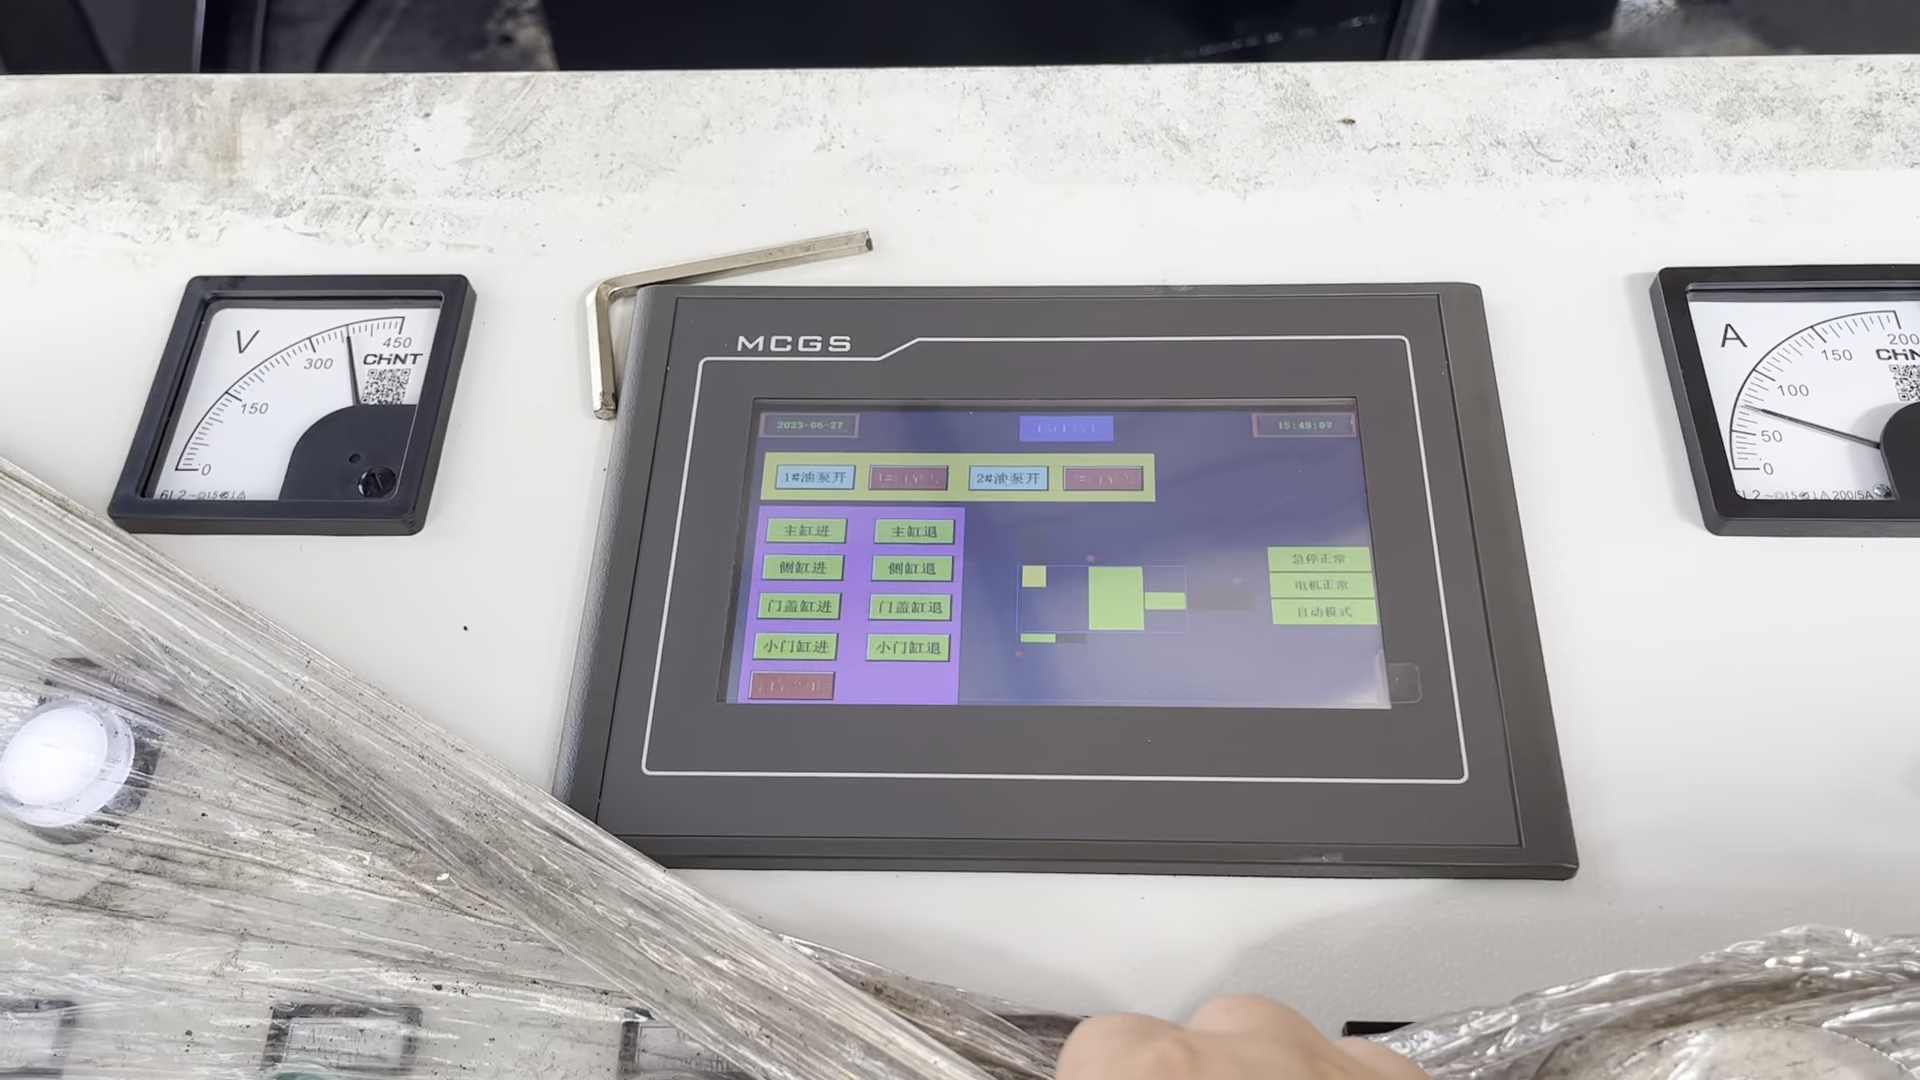 MCGS
V
0
150
300
450
CHNT
A
0
50
100
150
200
200/5A
2023-06-27
15:49:07
1#油泵开
2#油泵开
主缸进 主缸退
侧缸进 侧缸退
门盖缸进 门盖缸退
小门缸进 小门缸退
急停正常
电机正常
自动模式